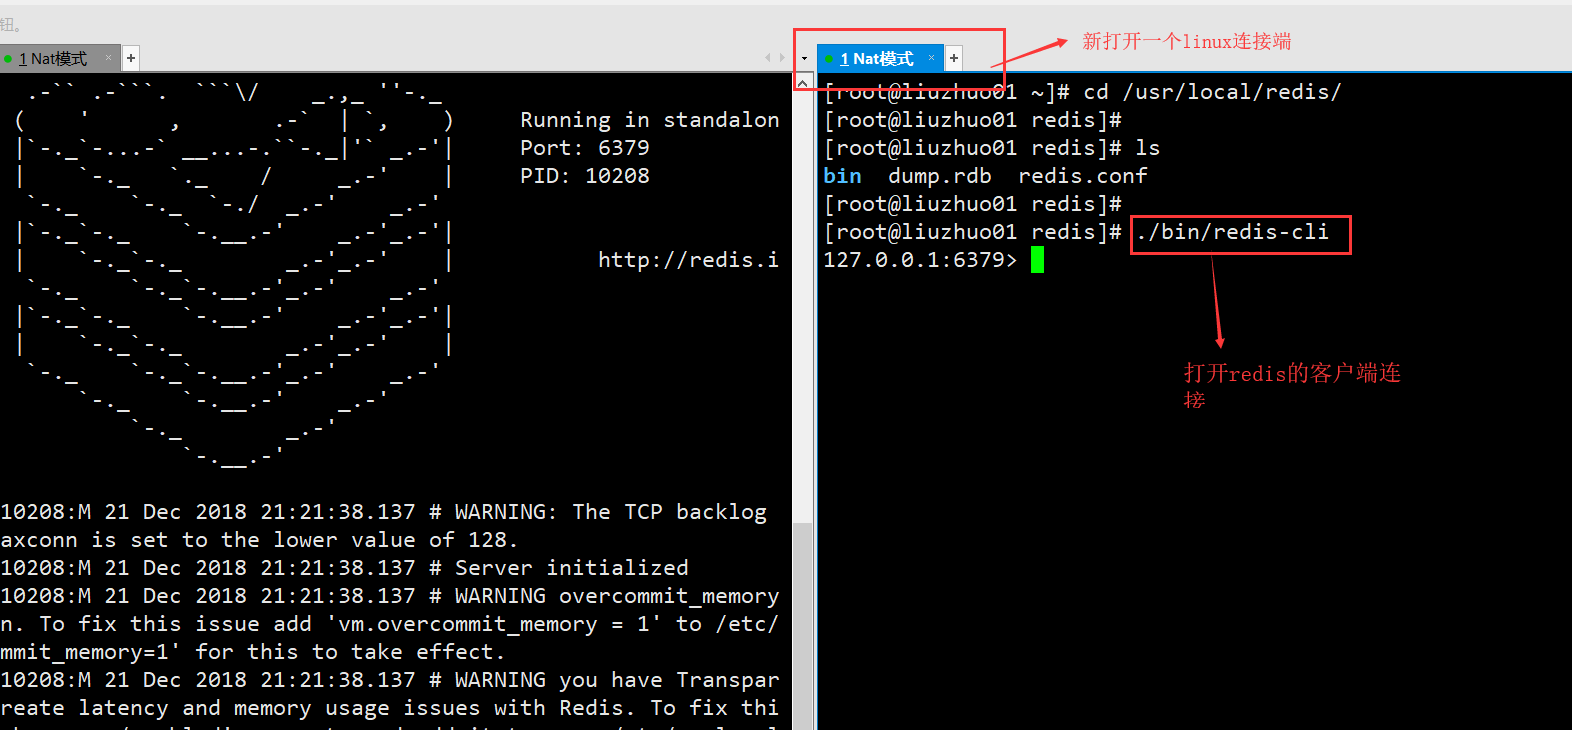 钮。
1 Nat模式 × +
Running in standalon
Port: 6379
PID: 10208
http://redis.i
10208:M 21 Dec 2018 21:21:38.137 # WARNING: The TCP backlog
axconn is set to the lower value of 128.
10208:M 21 Dec 2018 21:21:38.137 # Server initialized
10208:M 21 Dec 2018 21:21:38.137 # WARNING overcommit_memory
n. To fix this issue add 'vm.overcommit_memory = 1' to /etc/
mmit_memory=1' for this to take effect.
10208:M 21 Dec 2018 21:21:38.137 # WARNING you have Transpar
reate latency and memory usage issues with Redis. To fix thi
1 Nat模式 × +
新打开一个linux连接端
[root@liuzhuo01 ~]# cd /usr/local/redis/
[root@liuzhuo01 redis]#
[root@liuzhuo01 redis]# ls
bin dump.rdb redis.conf
[root@liuzhuo01 redis]#
[root@liuzhuo01 redis]# ./bin/redis-cli
127.0.0.1:6379>
打开redis的客户端连
接